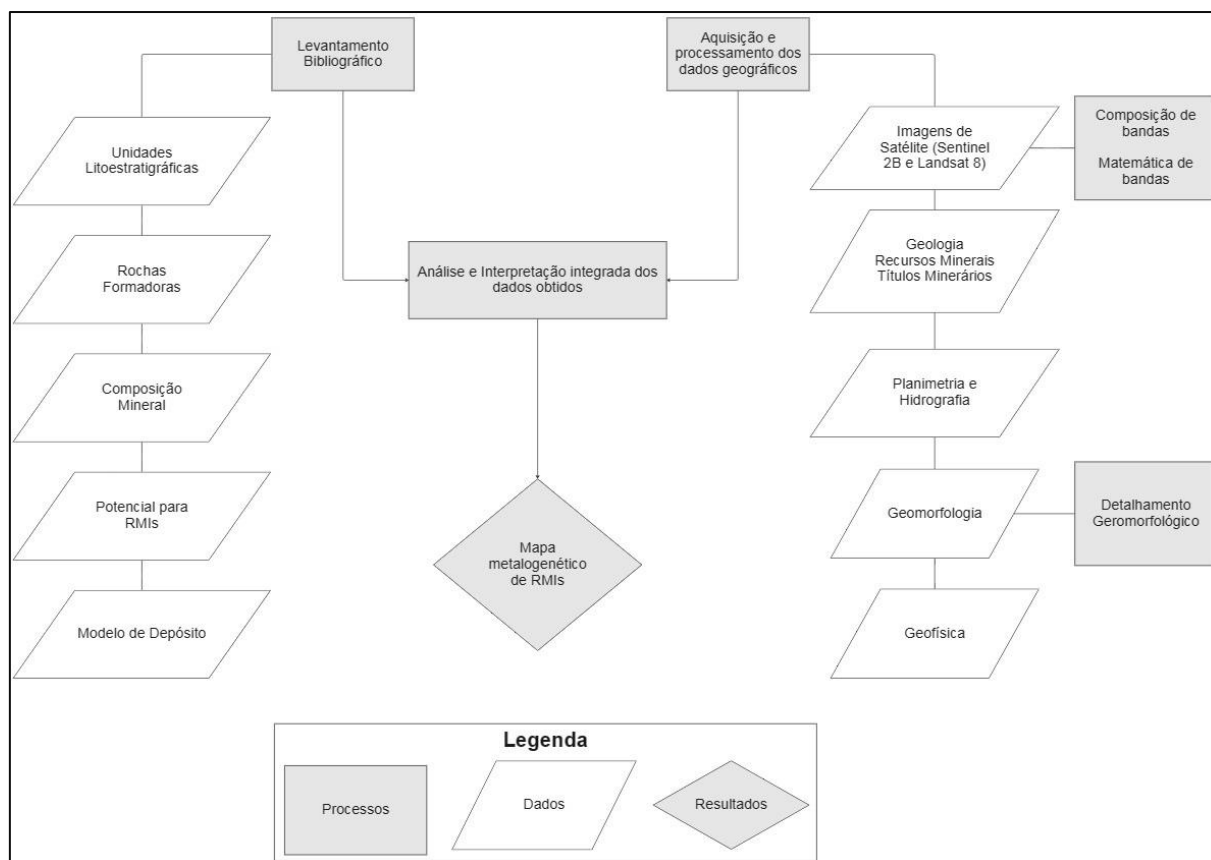 Levantamento
Bibliográfico
Aquisição e
processamento dos
dados geográficos
Unidades
Litoestratigráficas
Imagens de
Satélite (Sentinel
2B e Landsat 8)
Composição de
bandas
Matemática de
bandas
Rochas
Formadoras
Análise e Interpretação integrada dos
dados obtidos
Geologia
Recursos Minerais
Títulos Minerários
Composição
Mineral
Planimetria e
Hidrografia
Potencial para
RMIs
Mapa
metalogenético
de RMIs
Geomorfologia
Detalhamento
Geromorfológico
Modelo de Depósito
Geofísica
Legenda
Processos
Dados
Resultados